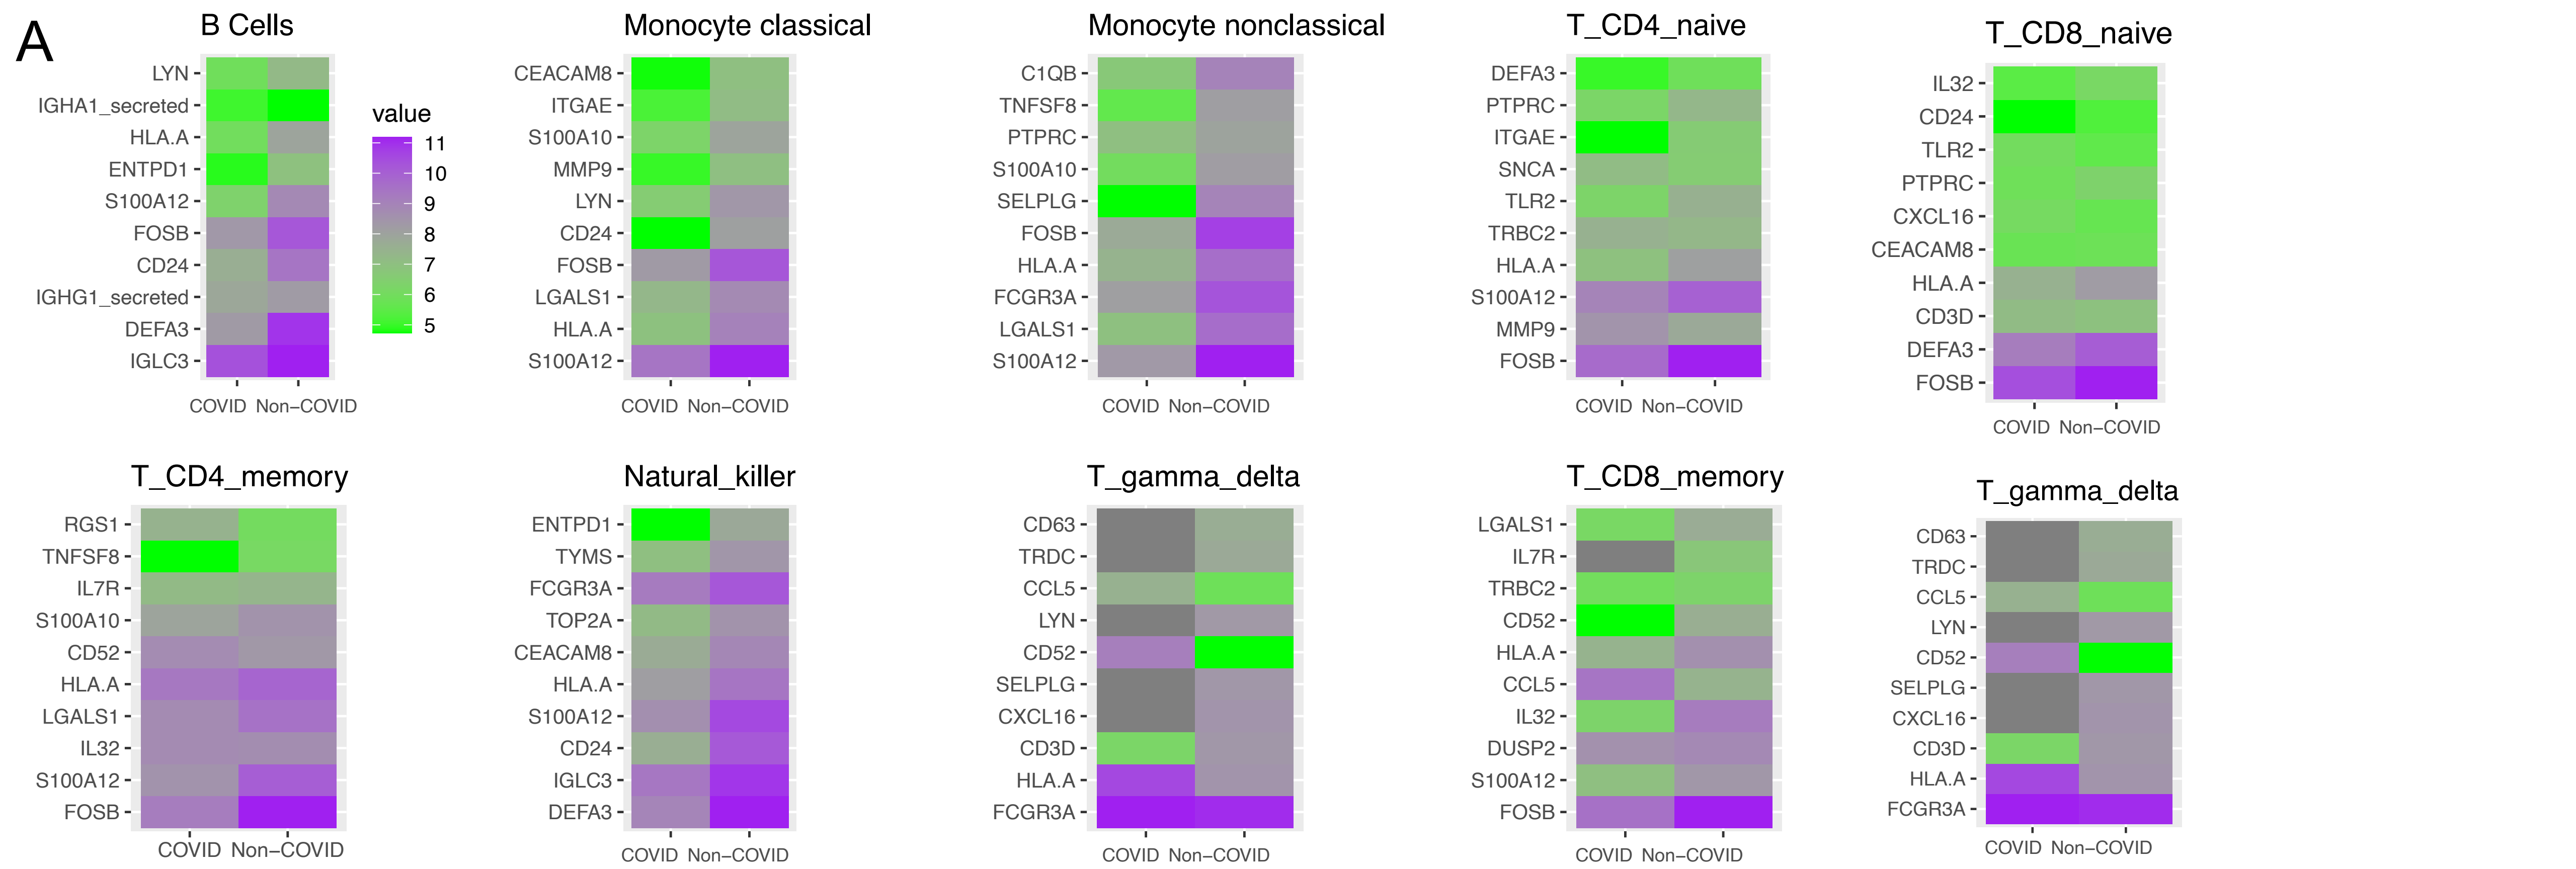 A
B Cells
LYN
IGHA1_secreted
HLA.A
ENTPD1
S100A12
FOSB
CD24
IGHG1_secreted
DEFA3
IGLC3
COVID Non−COVID
value
11
10
9
8
7
6
5
Monocyte classical
CEACAM8
ITGAE
S100A10
MMP9
LYN
CD24
FOSB
LGALS1
HLA.A
S100A12
COVID Non−COVID
Monocyte nonclassical
C1QB
TNFSF8
PTPRC
S100A10
SELPLG
FOSB
HLA.A
FCGR3A
LGALS1
S100A12
COVID Non−COVID
T_CD4_naive
DEFA3
PTPRC
ITGAE
SNCA
TLR2
TRBC2
HLA.A
S100A12
MMP9
FOSB
COVID Non−COVID
T_CD8_naive
IL32
CD24
TLR2
PTPRC
CXCL16
CEACAM8
HLA.A
CD3D
DEFA3
FOSB
COVID Non−COVID
T_CD4_memory
RGS1
TNFSF8
IL7R
S100A10
CD52
HLA.A
LGALS1
IL32
S100A12
FOSB
COVID Non−COVID
Natural_killer
ENTPD1
TYMS
FCGR3A
TOP2A
CEACAM8
HLA.A
S100A12
CD24
IGLC3
DEFA3
COVID Non−COVID
T_gamma_delta
CD63
TRDC
CCL5
LYN
CD52
SELPLG
CXCL16
CD3D
HLA.A
FCGR3A
COVID Non−COVID
T_CD8_memory
LGALS1
IL7R
TRBC2
CD52
HLA.A
CCL5
IL32
DUSP2
S100A12
FOSB
COVID Non−COVID
T_gamma_delta
CD63
TRDC
CCL5
LYN
CD52
SELPLG
CXCL16
CD3D
HLA.A
FCGR3A
COVID Non−COVID